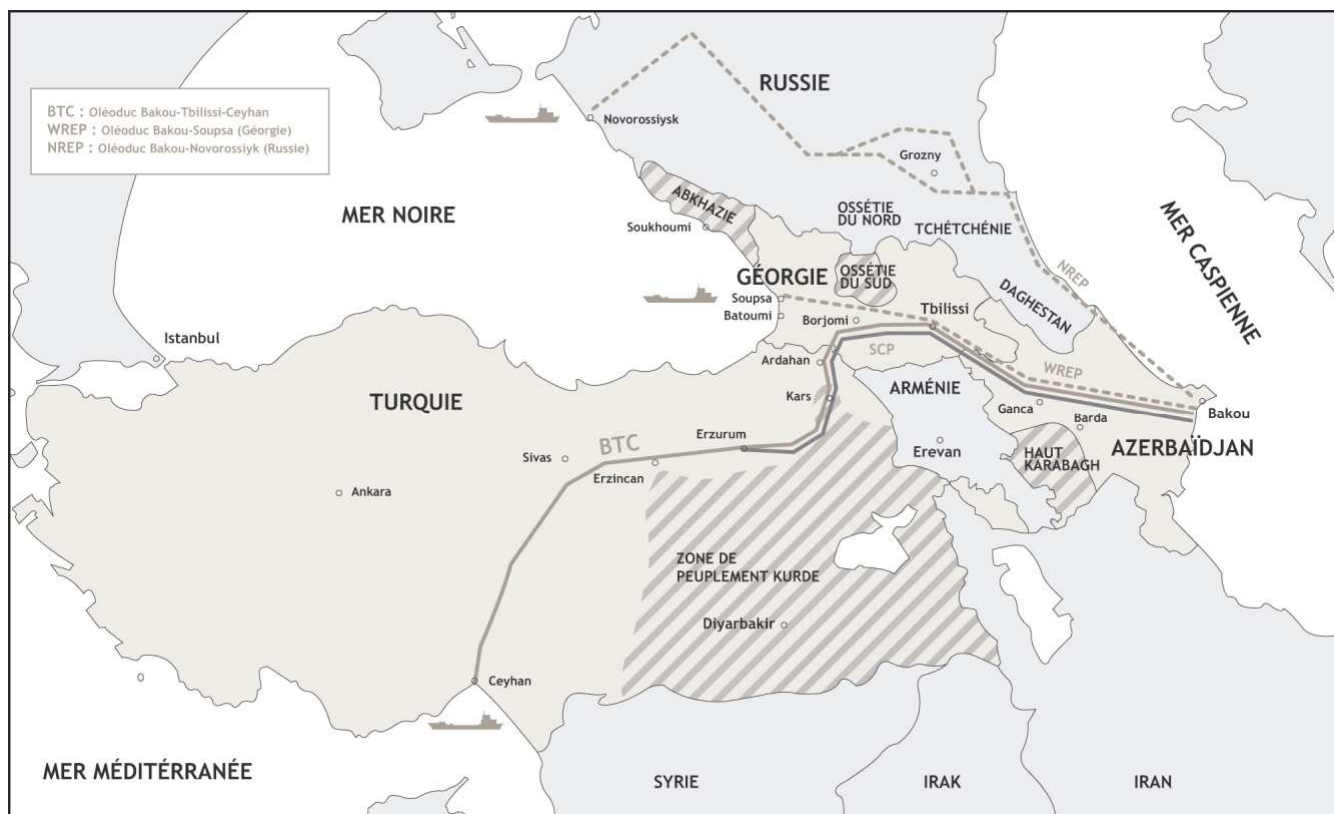 BTC : Oléoduc Bakou-Tbilissi-Ceyhan
WREP : Oléoduc Bakou-Soupsa (Géorgie)
NREP : Oléoduc Bakou-Novorossiyk (Russie)
RUSSIE
Novorossiysk
Grozny
ABKHAZIE
MER NOIRE
OSSÉTIE
DU NORD
TCHÉTCHÉNIE
MER CASPIENNE
Soukhoumi
GÉORGIE
OSSÉTIE
DU SUD
NREP
DAGHESTAN
Soupsa
Batoumi
Borjomi
Tbilissi
Istanbul
SCP
WREP
Ardahan
ARMÉNIE
TURQUIE
Kars
Ganca
Barda
Bakou
BTC
Erzurum
Sivas
Erzincan
Erevan
HAUT
KARABAGH
AZERBAÏDJAN
Ankara
ZONE DE
PEUPLEMENT KURDE
Diyarbakir
Ceyhan
MER MÉDITÉRRANÉE
SYRIE
IRAK
IRAN